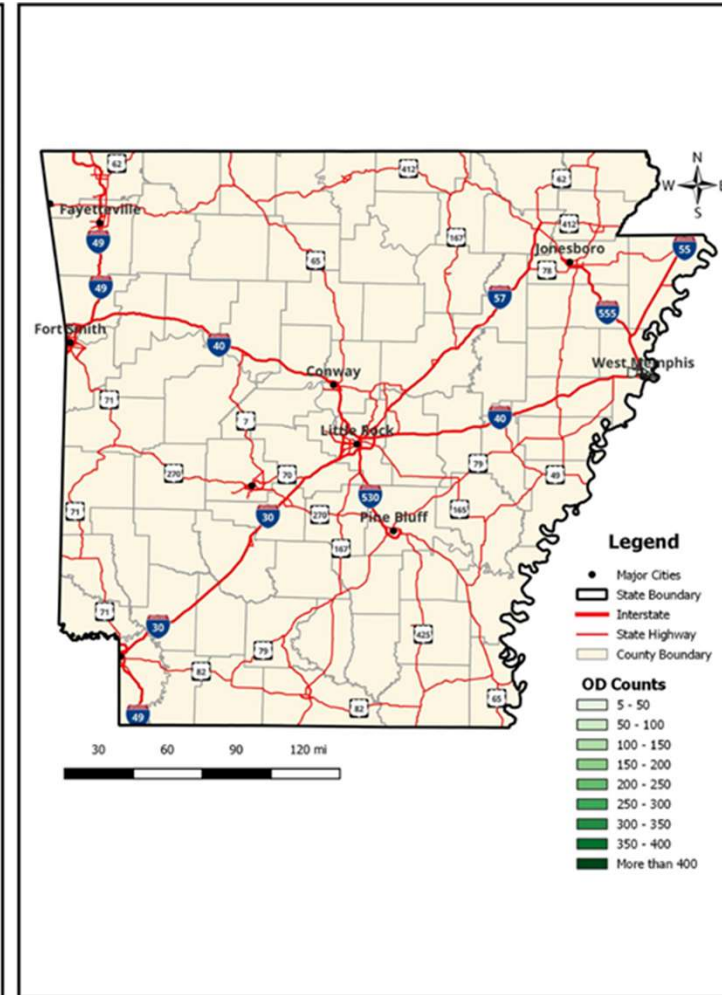 62
412
62
N
W
E
S
Fayetteville
412
49
167
Jonesboro
55
65
78
49
57
555
Fort Smith
40
West Memphis
Conway
71
40
7
Little Rock
79
270
70
49
530
71
30
270
165
Pine Bluff
167
Legend
Major Cities
State Boundary
Interstate
State Highway
County Boundary
71
30
425
79
82
65
82
49
OD Counts
5 - 50
50 - 100
100 - 150
150 - 200
200 - 250
250 - 300
300 - 350
350 - 400
More than 400
30 60 90 120 mi